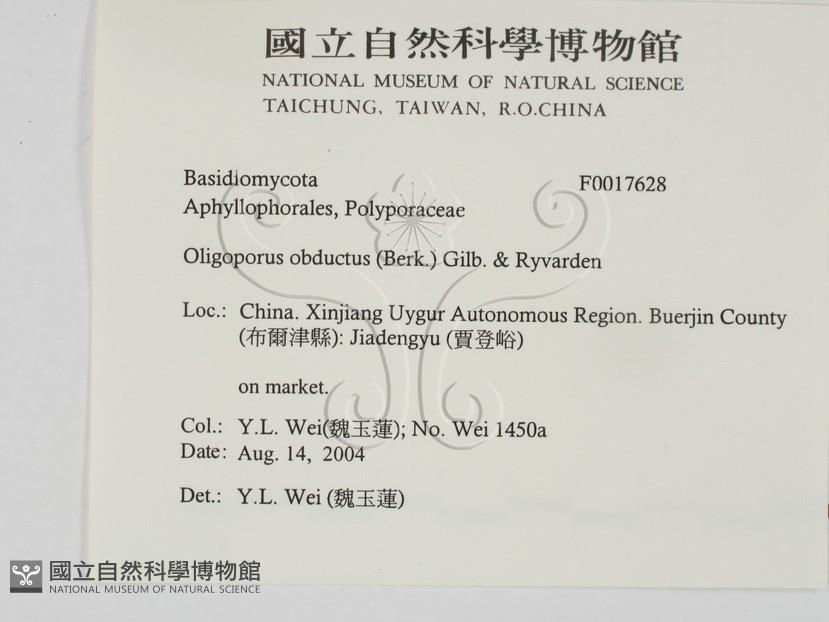 國立自然科學博物館
NATIONAL MUSEUM OF NATURAL SCIENCE
TAICHUNG, TAIWAN, R.O.CHINA
Basidiomycota F0017628
Aphyllophorales, Polyporaceae
Oligoporus obductus (Berk.) Gilb. & Ryvarden
Loc.: China. Xinjiang Uygur Autonomous Region. Buerjin County
(布爾津縣): Jiadengyu (賈登峪)
on market.
Col.: Y.L. Wei(魏玉蓮); No. Wei 1450a
Date: Aug. 14, 2004
Det.: Y.L. Wei (魏玉蓮)
國立自然科學博物館
NATIONAL MUSEUM OF NATURAL SCIENCE